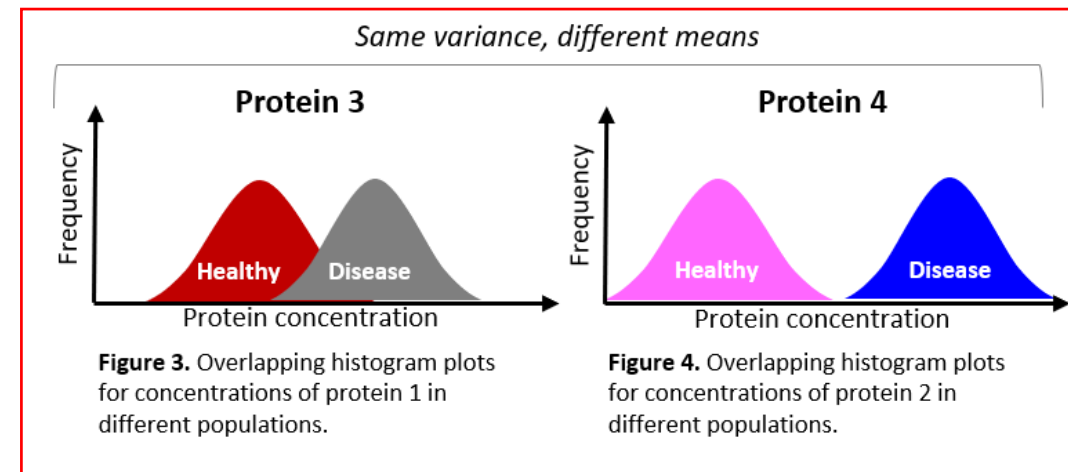 Same variance, different means
Protein 3
Frequency
Healthy
Disease
Protein concentration
Figure 3. Overlapping histogram plots
for concentrations of protein 1 in
different populations.
Protein 4
Frequency
Healthy
Disease
Protein concentration
Figure 4. Overlapping histogram plots
for concentrations of protein 2 in
different populations.